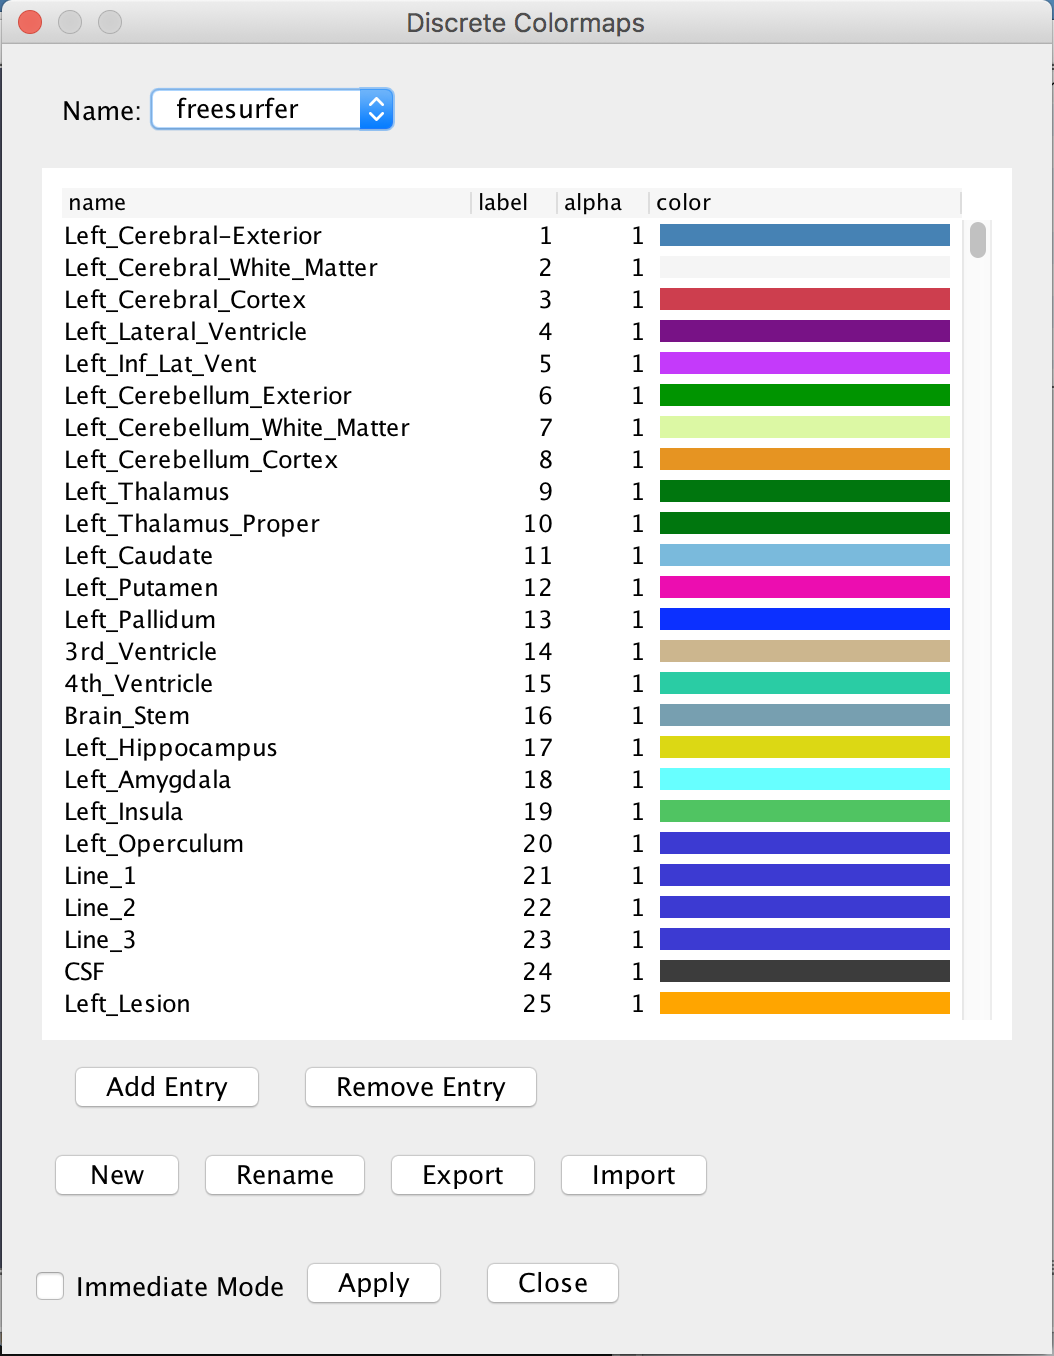 Discrete Colormaps
Name: freesurfer
name label alpha color
Left_Cerebral-Exterior 1 1
Left_Cerebral_White_Matter 2 1
Left_Cerebral_Cortex 3 1
Left_Lateral_Ventricle 4 1
Left_Inf_Lat_Vent 5 1
Left_Cerebellum_Exterior 6 1
Left_Cerebellum_White_Matter 7 1
Left_Cerebellum_Cortex 8 1
Left_Thalamus 9 1
Left_Thalamus_Proper 10 1
Left_Caudate 11 1
Left_Putamen 12 1
Left_Pallidum 13 1
3rd_Ventricle 14 1
4th_Ventricle 15 1
Brain_Stem 16 1
Left_Hippocampus 17 1
Left_Amygdala 18 1
Left_Insula 19 1
Left_Operculum 20 1
Line_1 21 1
Line_2 22 1
Line_3 23 1
CSF 24 1
Left_Lesion 25 1
Add Entry Remove Entry
New Rename Export Import
Immediate Mode Apply Close